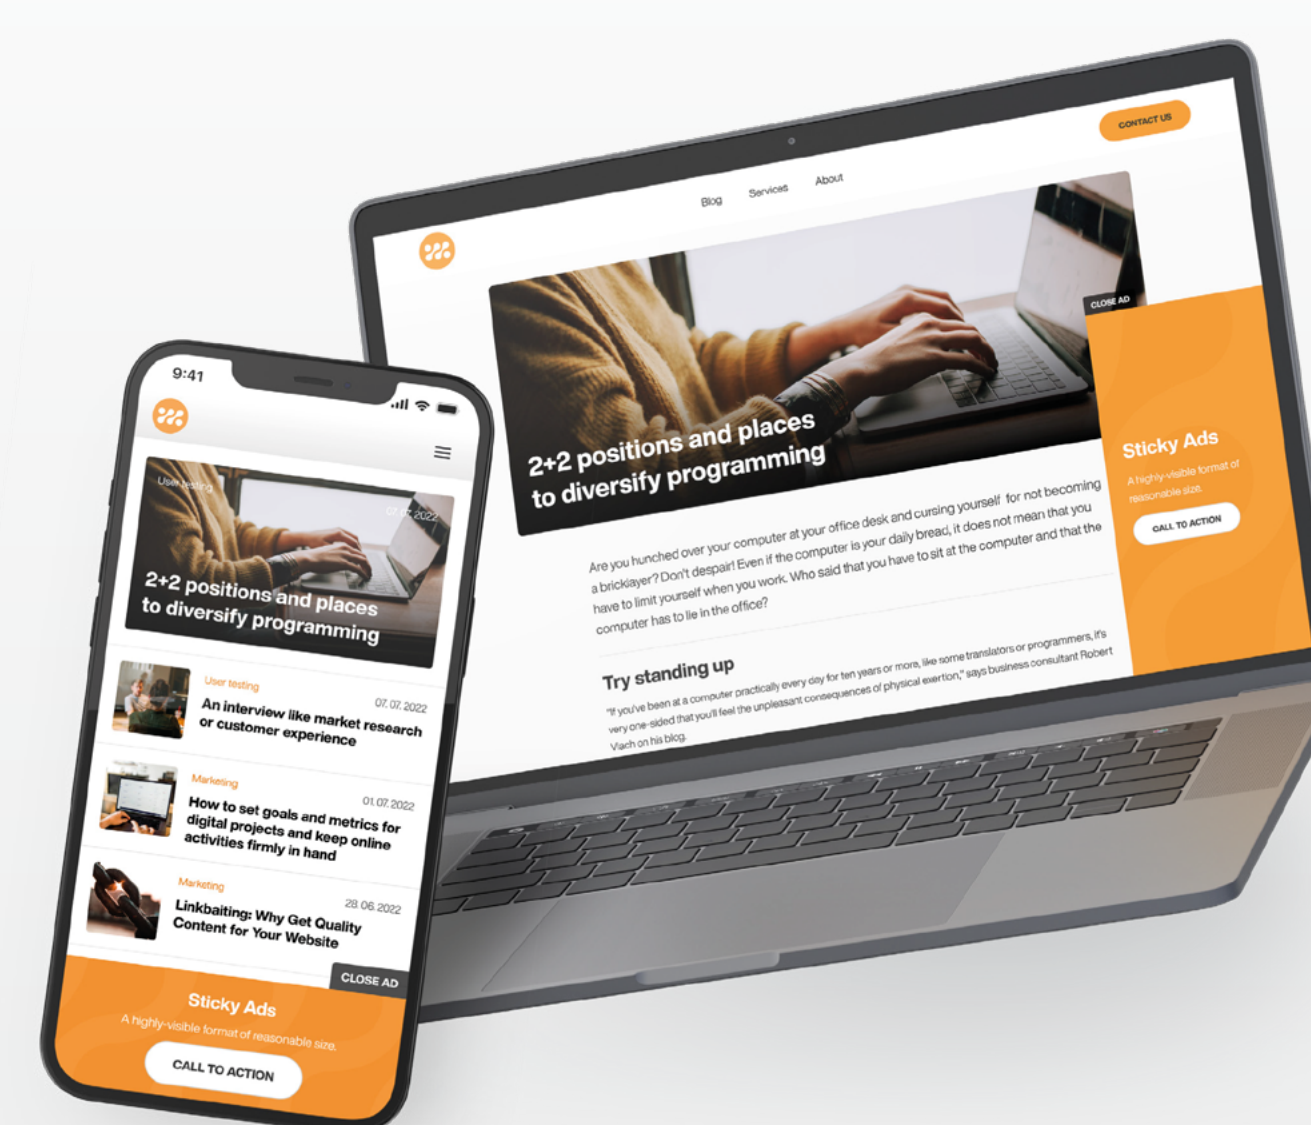 9:41
User testing
07. 07. 2022
2+2 positions and places
to diversify programming
User testing
07. 07. 2022
An interview like market research
or customer experience
Marketing
01. 07. 2022
How to set goals and metrics for
digital projects and keep online
activities firmly in hand
Marketing
28. 06. 2022
Linkbaiting: Why Get Quality
Content for Your Website
CLOSE AD
Sticky Ads
A highly-visible format of reasonable size.
CALL TO ACTION
Blog
Services
About
CONTACT US
2+2 positions and places
to diversify programming
Are you hunched over your computer at your office desk and cursing yourself for not becoming
a bricklayer? Don't despair! Even if the computer is your daily bread, it does not mean that you
have to limit yourself when you work. Who said that you have to sit at the computer and that the
computer has to lie in the office?
Try standing up
"If you've been at a computer practically every day for ten years or more, like some translators or programmers, it's
very one-sided that you'll feel the unpleasant consequences of physical exertion," says business consultant Robert
Vlach on his blog.
CLOSE AD
Sticky Ads
A highly-visible format of
reasonable size.
CALL TO ACTION